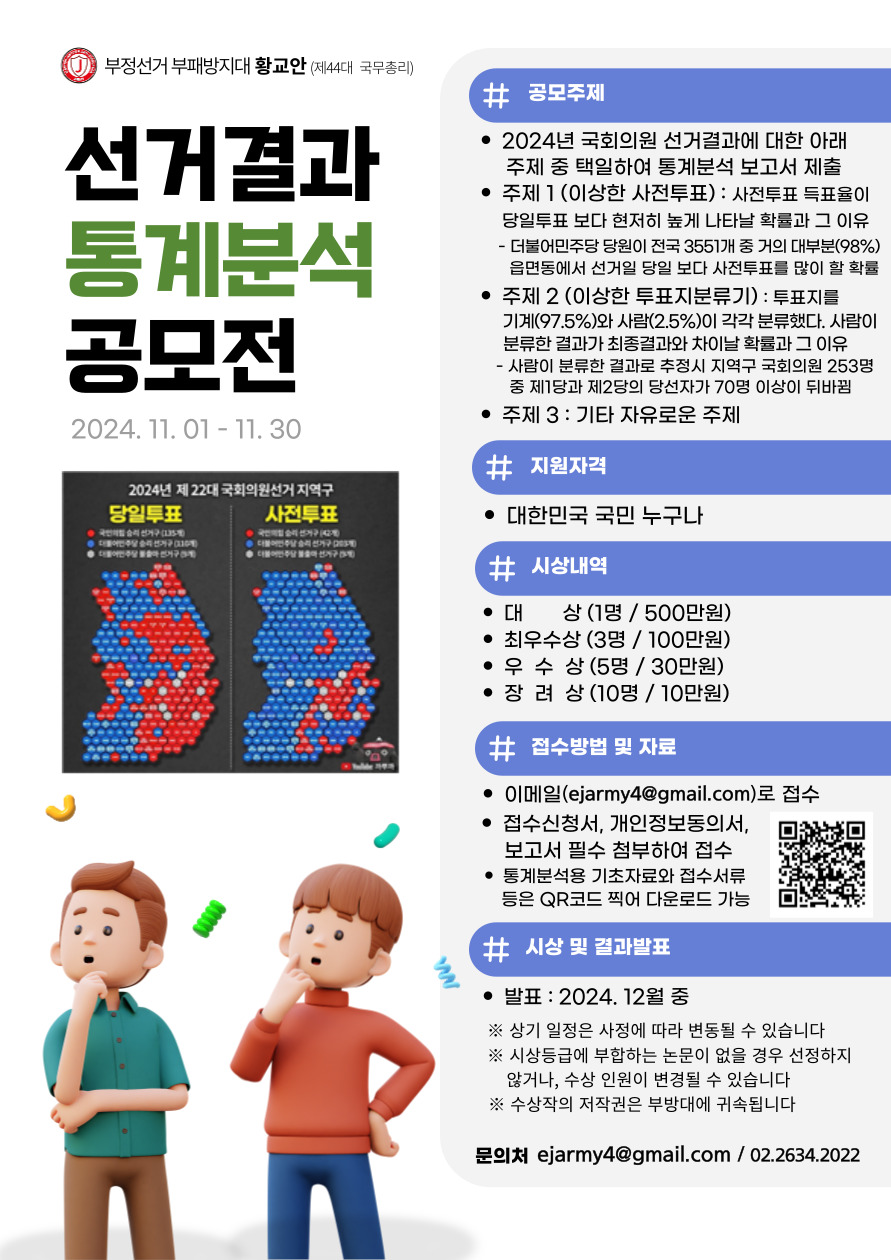 부정선거 부패방지대 황교안 (제44대 국무총리)
선거결과
통계분석
공모전
2024. 11. 01 - 11. 30
2024년 제 22대 국회의원선거 지역구
당일투표
국민의힘 승리 선거구 (135개)
더불어민주당 승리 선거구 (110개)
더불어민주당 불출마 선거구 (9개)
사전투표
국민의힘 승리 선거구 (42개)
더불어민주당 승리 선거구 (203개)
더불어민주당 불출마 선거구 (9개)
YouTube 가루마
# 공모주제
• 2024년 국회의원 선거결과에 대한 아래
주제 중 택일하여 통계분석 보고서 제출
• 주제 1 (이상한 사전투표) : 사전투표 득표율이
당일투표 보다 현저히 높게 나타날 확률과 그 이유
- 더불어민주당 당원이 전국 3551개 중 거의 대부분(98%)
읍면동에서 선거일 당일 보다 사전투표를 많이 할 확률
• 주제 2 (이상한 투표지분류기) : 투표지를
기계(97.5%)와 사람(2.5%)이 각각 분류했다. 사람이
분류한 결과가 최종결과와 차이날 확률과 그 이유
- 사람이 분류한 결과로 추정시 지역구 국회의원 253명
중 제1당과 제2당의 당선자가 70명 이상이 뒤바뀜
• 주제 3 : 기타 자유로운 주제
# 지원자격
• 대한민국 국민 누구나
# 시상내역
• 대 상 (1명 / 500만원)
• 최우수상 (3명 / 100만원)
• 우 수 상 (5명 / 30만원)
• 장 려 상 (10명 / 10만원)
# 접수방법 및 자료
• 이메일(ejarmy4@gmail.com)로 접수
• 접수신청서, 개인정보동의서,
보고서 필수 첨부하여 접수
• 통계분석용 기초자료와 접수서류
등은 QR코드 찍어 다운로드 가능
# 시상 및 결과발표
• 발표 : 2024. 12월 중
※ 상기 일정은 사정에 따라 변동될 수 있습니다
※ 시상등급에 부합하는 논문이 없을 경우 선정하지
않거나, 수상 인원이 변경될 수 있습니다
※ 수상작의 저작권은 부방대에 귀속됩니다
문의처 ejarmy4@gmail.com / 02.2634.2022